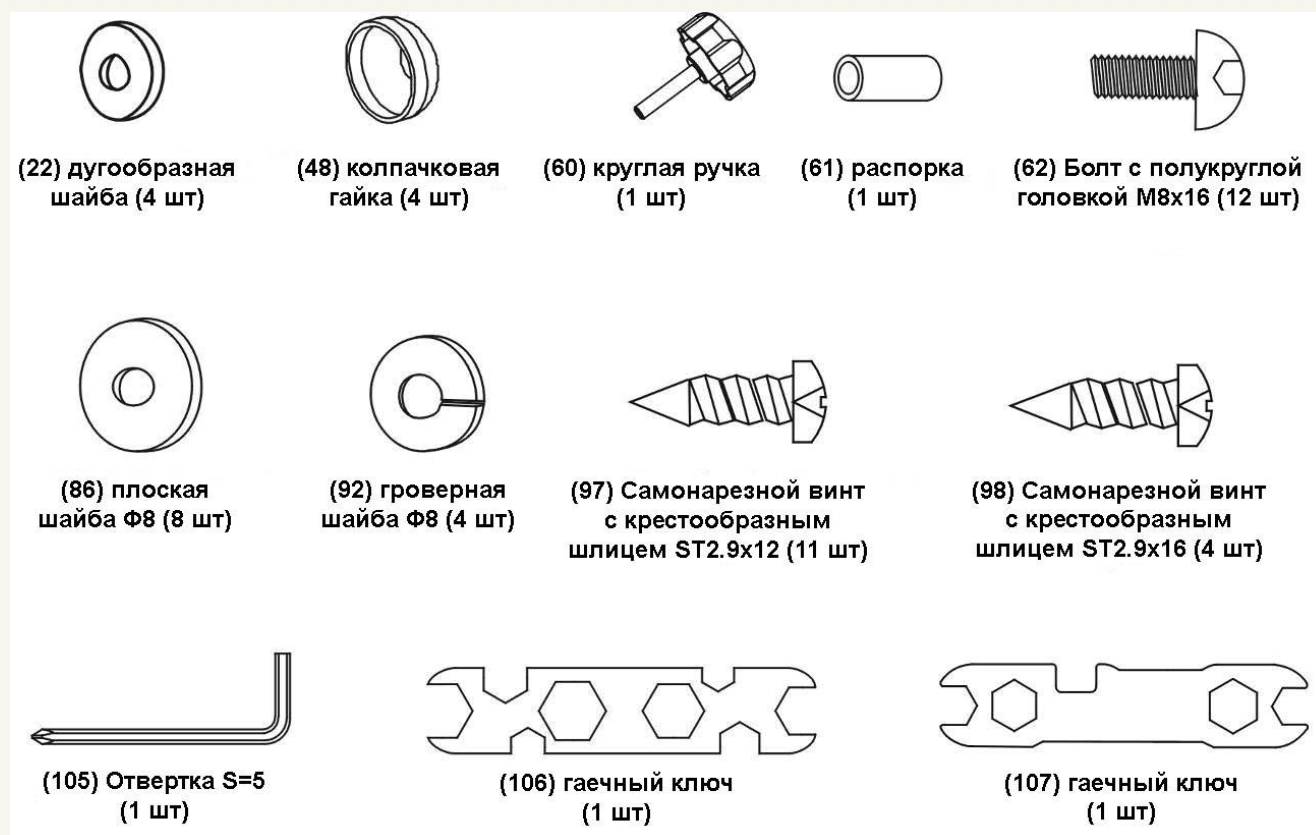 (22) дугообразная
шайба (4 шт)
(48) колпачковая
гайка (4 шт)
(60) круглая ручка
(1 шт)
(61) распорка
(1 шт)
(62) Болт с полукруглой
головкой M8x16 (12 шт)
(86) плоская
шайба Ф8 (8 шт)
(92) гроверная
шайба Ф8 (4 шт)
(97) Самонарезной винт
с крестообразным
шлицем ST2.9x12 (11 шт)
(98) Самонарезной винт
с крестообразным
шлицем ST2.9x16 (4 шт)
(105) Отвертка S=5
(1 шт)
(106) гаечный ключ
(1 шт)
(107) гаечный ключ
(1 шт)